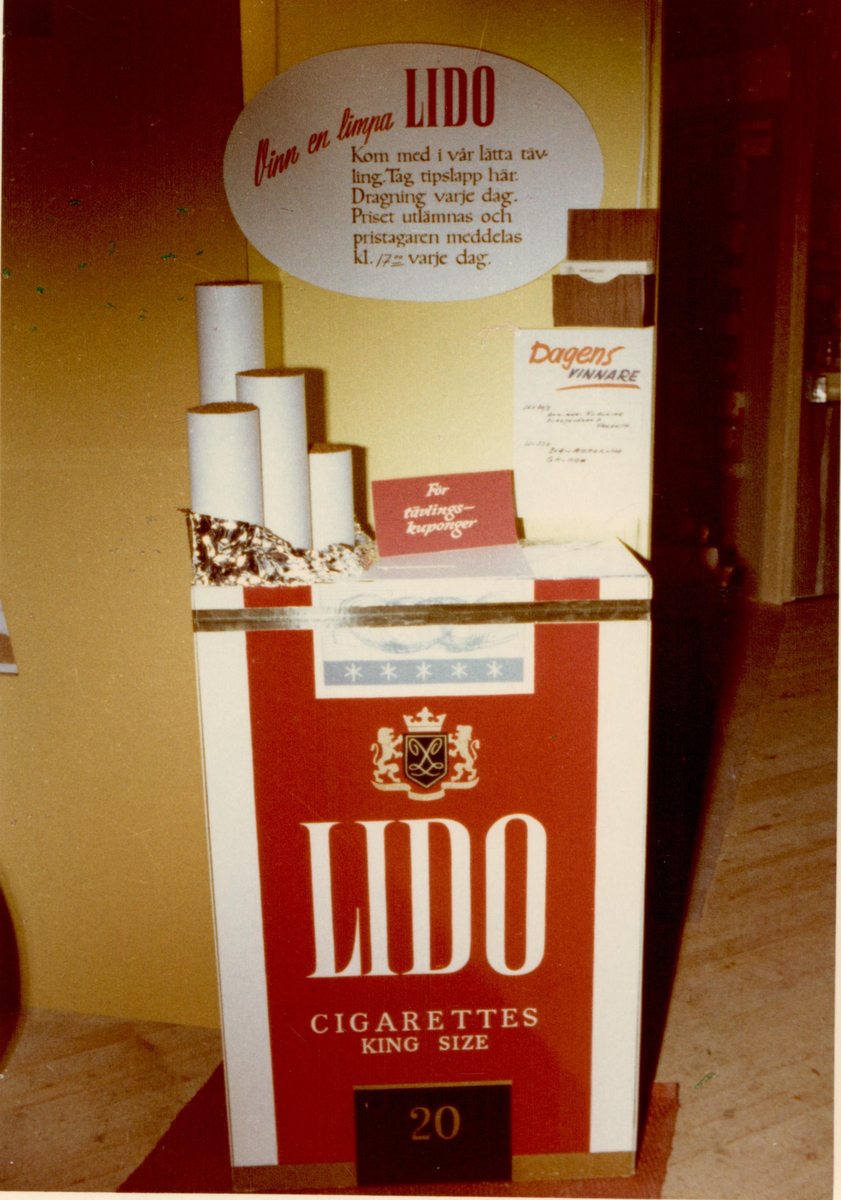 Vinn en limpa LIDO
Kom med i vår lätta täv-
ling. Tag tipslapp här.
Dragning varje dag.
Priset utlämnas och
pristagaren meddelas
kl. 17 00 varje dag.
Dagens
VINNARE
För
tävlings-
kuponger
LIDO
CIGARETTES
KING SIZE
20